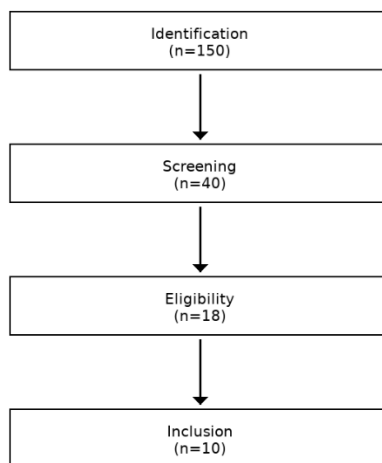 Identification
(n=150)
Screening
(n=40)
Eligibility
(n=18)
Inclusion
(n=10)